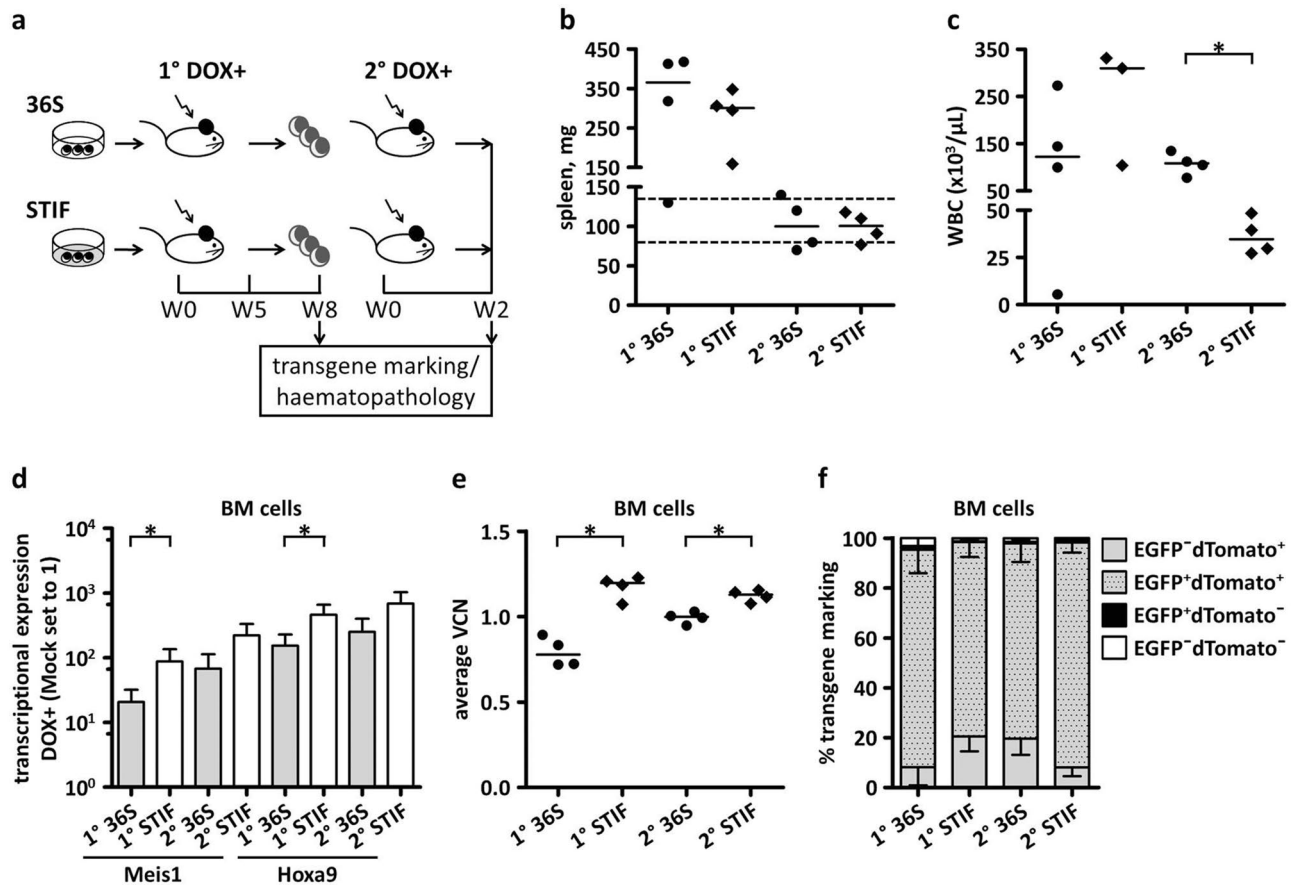 a
1° DOX+ 2° DOX+
36S
STIF
W0 W5 W8 W0 W2
transgene marking/
haematopathology
b
spleen, mg
450
350
250
150
150
100
50
0
1° 36S
1° STIF
2° 36S
2° STIF
c
WBC (x10³/µL)
350
250
150
50
50
25
0
*
1° 36S
1° STIF
2° 36S
2° STIF
d
BM cells
transcriptional expression
DOX+ (Mock set to 1)
10⁴
10³
10²
10¹
10⁰
* *
1° 36S
1° STIF
2° 36S
2° STIF
1° 36S
1° STIF
2° 36S
2° STIF
Meis1 Hoxa9
e
BM cells
average VCN
1.5
1.0
0.5
0.0
* *
1° 36S
1° STIF
2° 36S
2° STIF
f
BM cells
% transgene marking
100
80
60
40
20
0
1° 36S
1° STIF
2° 36S
2° STIF
EGFP⁻dTomato⁺
EGFP⁺dTomato⁺
EGFP⁺dTomato⁻
EGFP⁻dTomato⁻